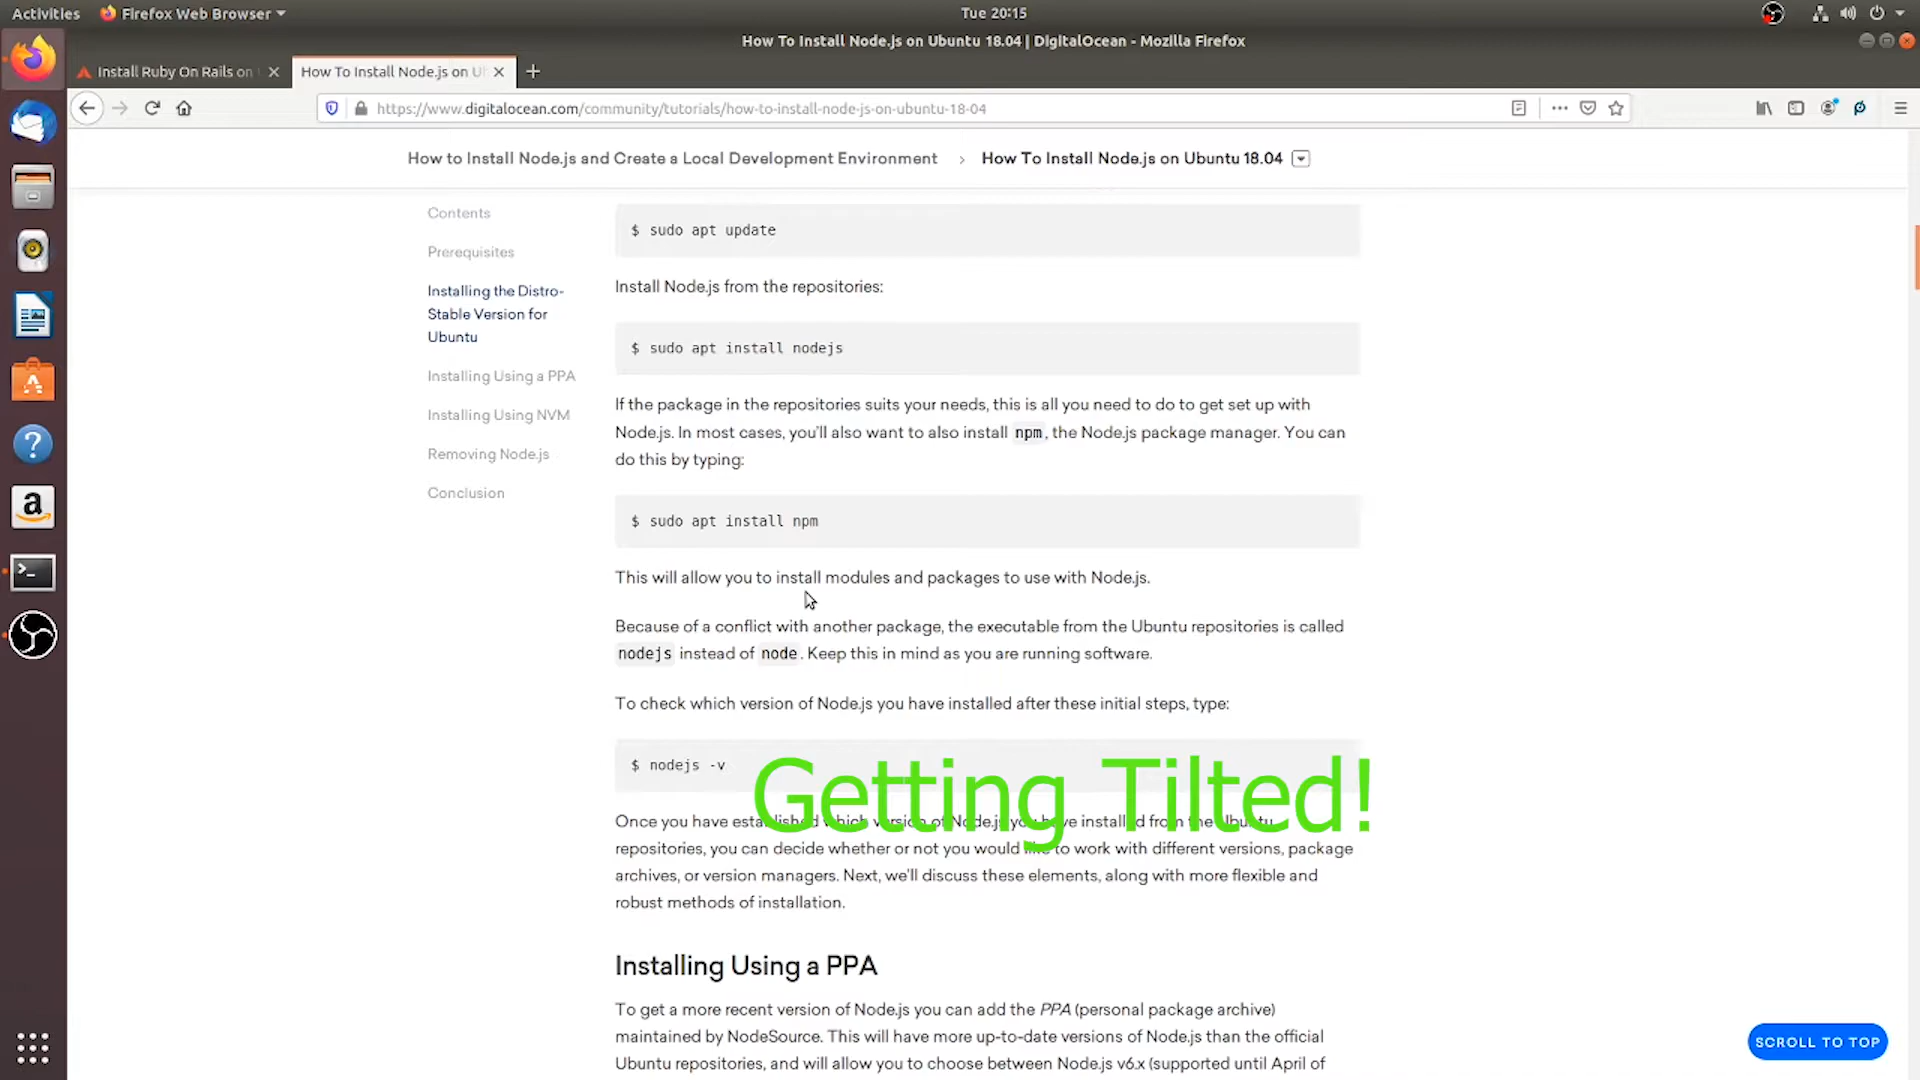 Activities
Firefox Web Browser
Tue 20:15
How To Install Node.js on Ubuntu 18.04 | DigitalOcean - Mozilla Firefox
Install Ruby On Rails on
How To Install Node.js on U
https://www.digitalocean.com/community/tutorials/how-to-install-node-js-on-ubuntu-18-04
How to Install Node.js and Create a Local Development Environment
How To Install Node.js on Ubuntu 18.04
Contents
Prerequisites
Installing the Distro-
Stable Version for
Ubuntu
Installing Using a PPA
Installing Using NVM
Removing Node.js
Conclusion
$ sudo apt update
Install Node.js from the repositories:
$ sudo apt install nodejs
If the package in the repositories suits your needs, this is all you need to do to get set up with
Node.js. In most cases, you'll also want to also install npm, the Node.js package manager. You can
do this by typing:
$ sudo apt install npm
This will allow you to install modules and packages to use with Node.js.
Because of a conflict with another package, the executable from the Ubuntu repositories is called
nodejs instead of node. Keep this in mind as you are running software.
To check which version of Node.js you have installed after these initial steps, type:
$ nodejs -v
Getting Tilted!
Once you have established which version of Node.js you have installed from the Ubuntu
repositories, you can decide whether or not you would like to work with different versions, package
archives, or version managers. Next, we'll discuss these elements, along with more flexible and
robust methods of installation.
Installing Using a PPA
To get a more recent version of Node.js you can add the PPA (personal package archive)
maintained by NodeSource. This will have more up-to-date versions of Node.js than the official
Ubuntu repositories, and will allow you to choose between Node.js v6.x (supported until April of
SCROLL TO TOP